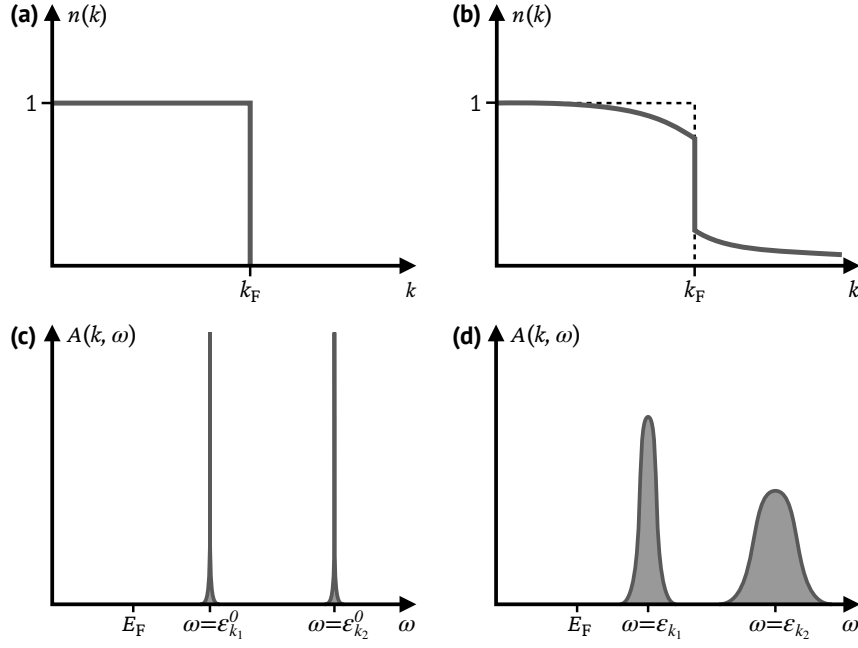 (a) n(k)
1
k_F k
(b) n(k)
1
k_F k
(c) A(k, ω)
E_F ω=ε^0_{k_1} ω=ε^0_{k_2} ω
(d) A(k, ω)
E_F ω=ε_{k_1} ω=ε_{k_2} ω